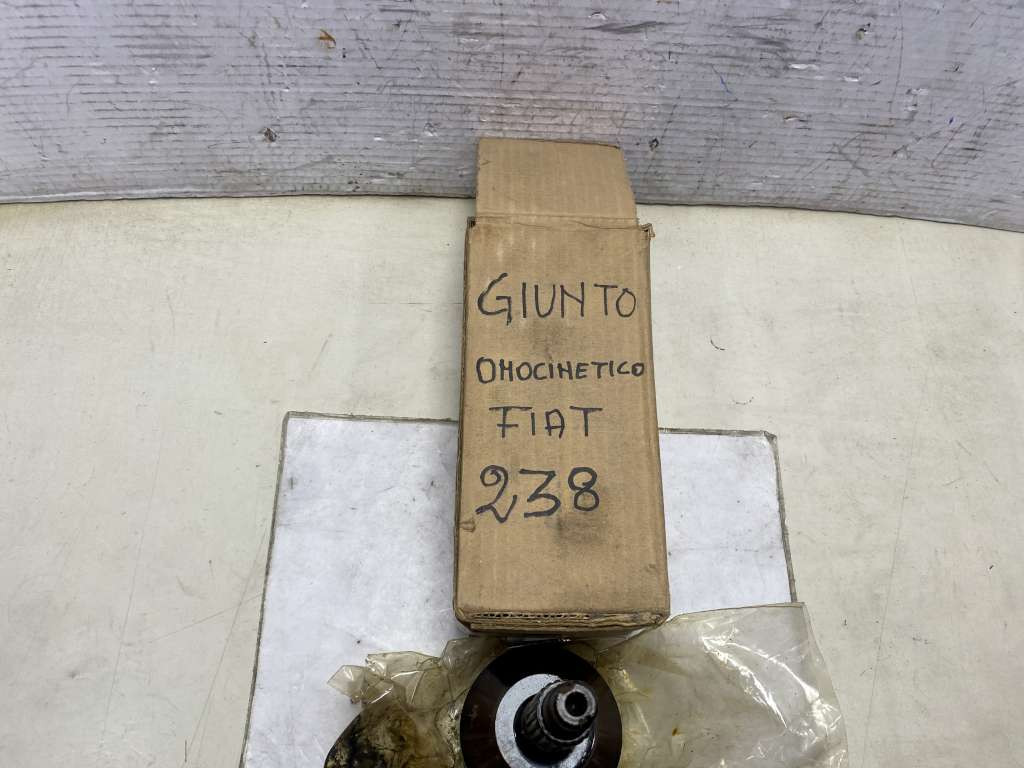 GIUNTO
OMOCINETICO
FIAT
238